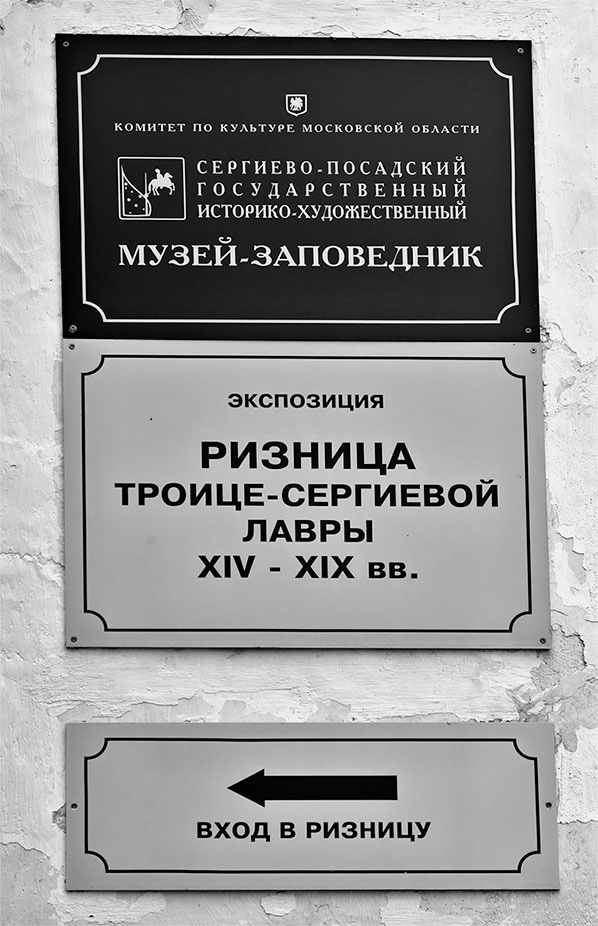 КОМИТЕТ ПО КУЛЬТУРЕ МОСКОВСКОЙ ОБЛАСТИ
СЕРГИЕВО-ПОСАДСКИЙ
ГОСУДАРСТВЕННЫЙ
ИСТОРИКО-ХУДОЖЕСТВЕННЫЙ
МУЗЕЙ-ЗАПОВЕДНИК
ЭКСПОЗИЦИЯ
РИЗНИЦА
ТРОИЦЕ-СЕРГИЕВОЙ
ЛАВРЫ
XIV - XIX вв.
ВХОД В РИЗНИЦУ